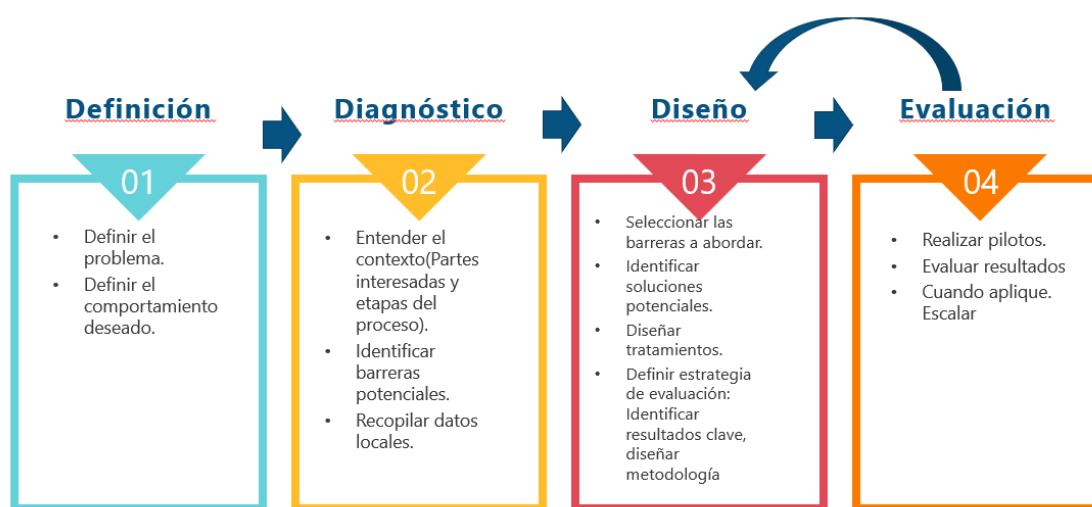 Definición
01
• Definir el
problema.
• Definir el
comportamiento
deseado.
Diagnóstico
02
• Entender el
contexto(Partes
interesadas y
etapas del
proceso).
• Identificar
barreras
potenciales.
• Recopilar datos
locales.
Diseño
03
• Seleccionar las
barreras a abordar.
• Identificar
soluciones
potenciales.
• Diseñar
tratamientos.
• Definir estrategia
de evaluación:
Identificar
resultados clave,
diseñar
metodología
Evaluación
04
• Realizar pilotos.
• Evaluar resultados
• Cuando aplique.
Escalar